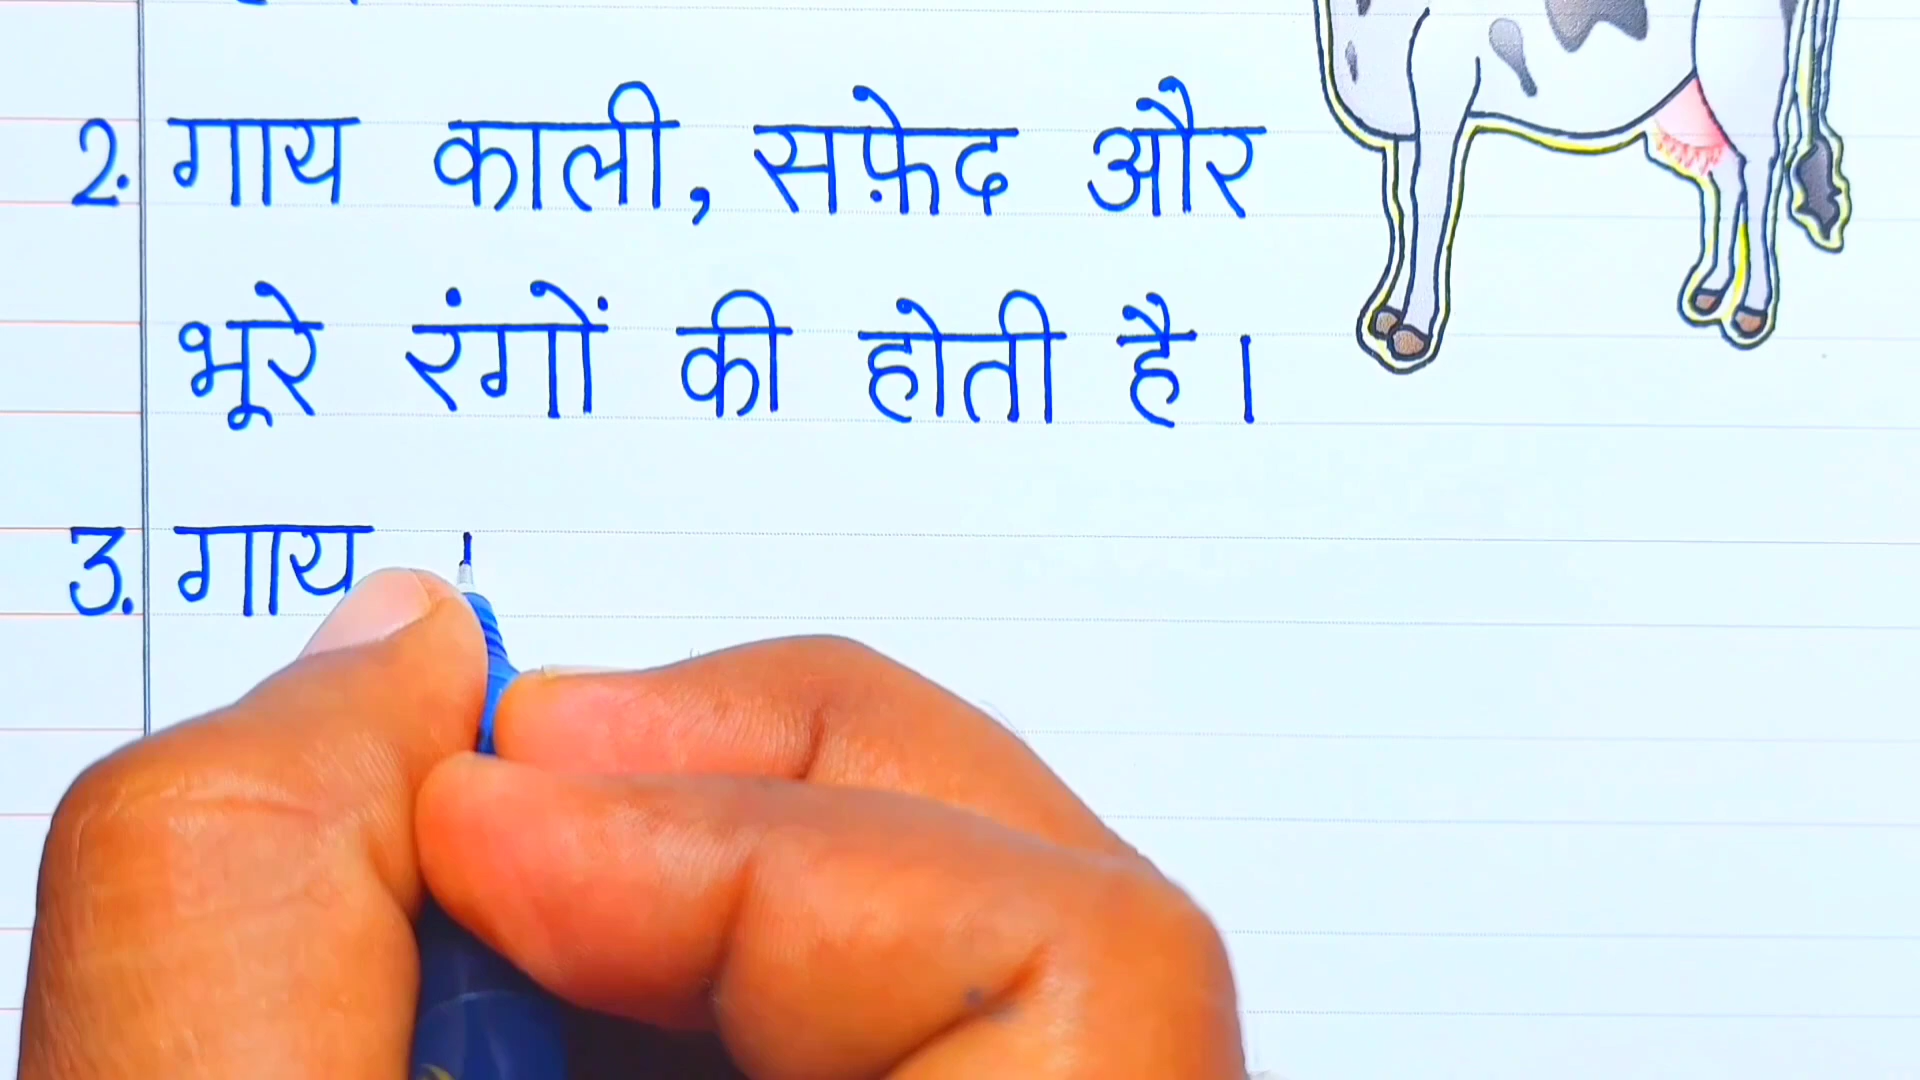 2. गाय काली, सफ़ेद और
भूरे रंगों की होती है।
3. गाय